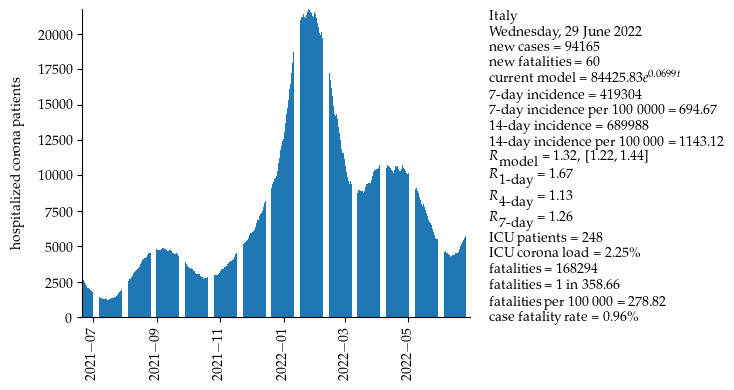 hospitalized corona patients
20000
17500
15000
12500
10000
7500
5000
2500
0
2021−07
2021−09
2021−11
2022−01
2022−03
2022−05
Italy
Wednesday, 29 June 2022
new cases = 94165
new fatalities = 60
current model = 84425.83e^0.0699t
7-day incidence = 419304
7-day incidence per 100 0000 = 694.67
14-day incidence = 689988
14-day incidence per 100 000 = 1143.12
R_model = 1.32, [1.22, 1.44]
R_1-day = 1.67
R_4-day = 1.13
R_7-day = 1.26
ICU patients = 248
ICU corona load = 2.25%
fatalities = 168294
fatalities = 1 in 358.66
fatalities per 100 000 = 278.82
case fatality rate = 0.96%